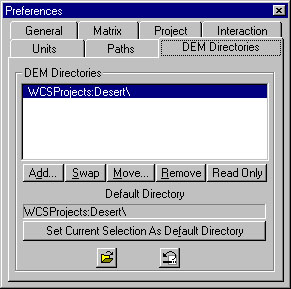 Preferences
General Matrix Project Interaction
Units Paths DEM Directories
DEM Directories
WCSProjects:Desert\
Add... Swap Move... Remove Read Only
Default Directory
WCSProjects:Desert\
Set Current Selection As Default Directory